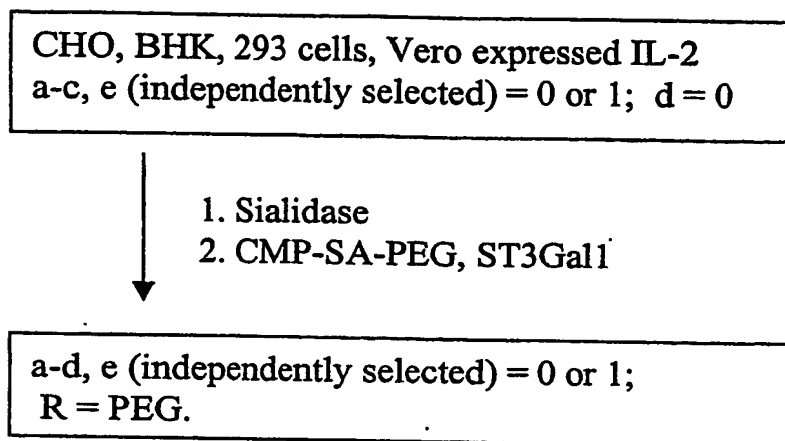 CHO, BHK, 293 cells, Vero expressed IL-2
a-c, e (independently selected) = 0 or 1; d = 0
1. Sialidase
2. CMP-SA-PEG, ST3Gal1
a-d, e (independently selected) = 0 or 1;
R = PEG.